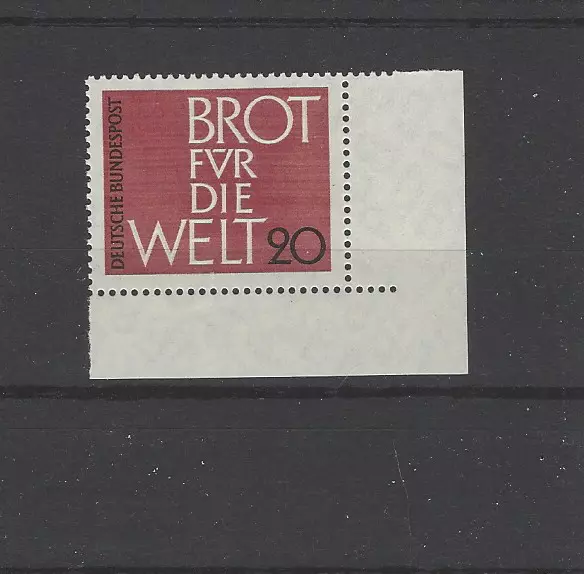 DEUTSCHE BUNDESPOST
BROT
FVR
DIE
WELT 20